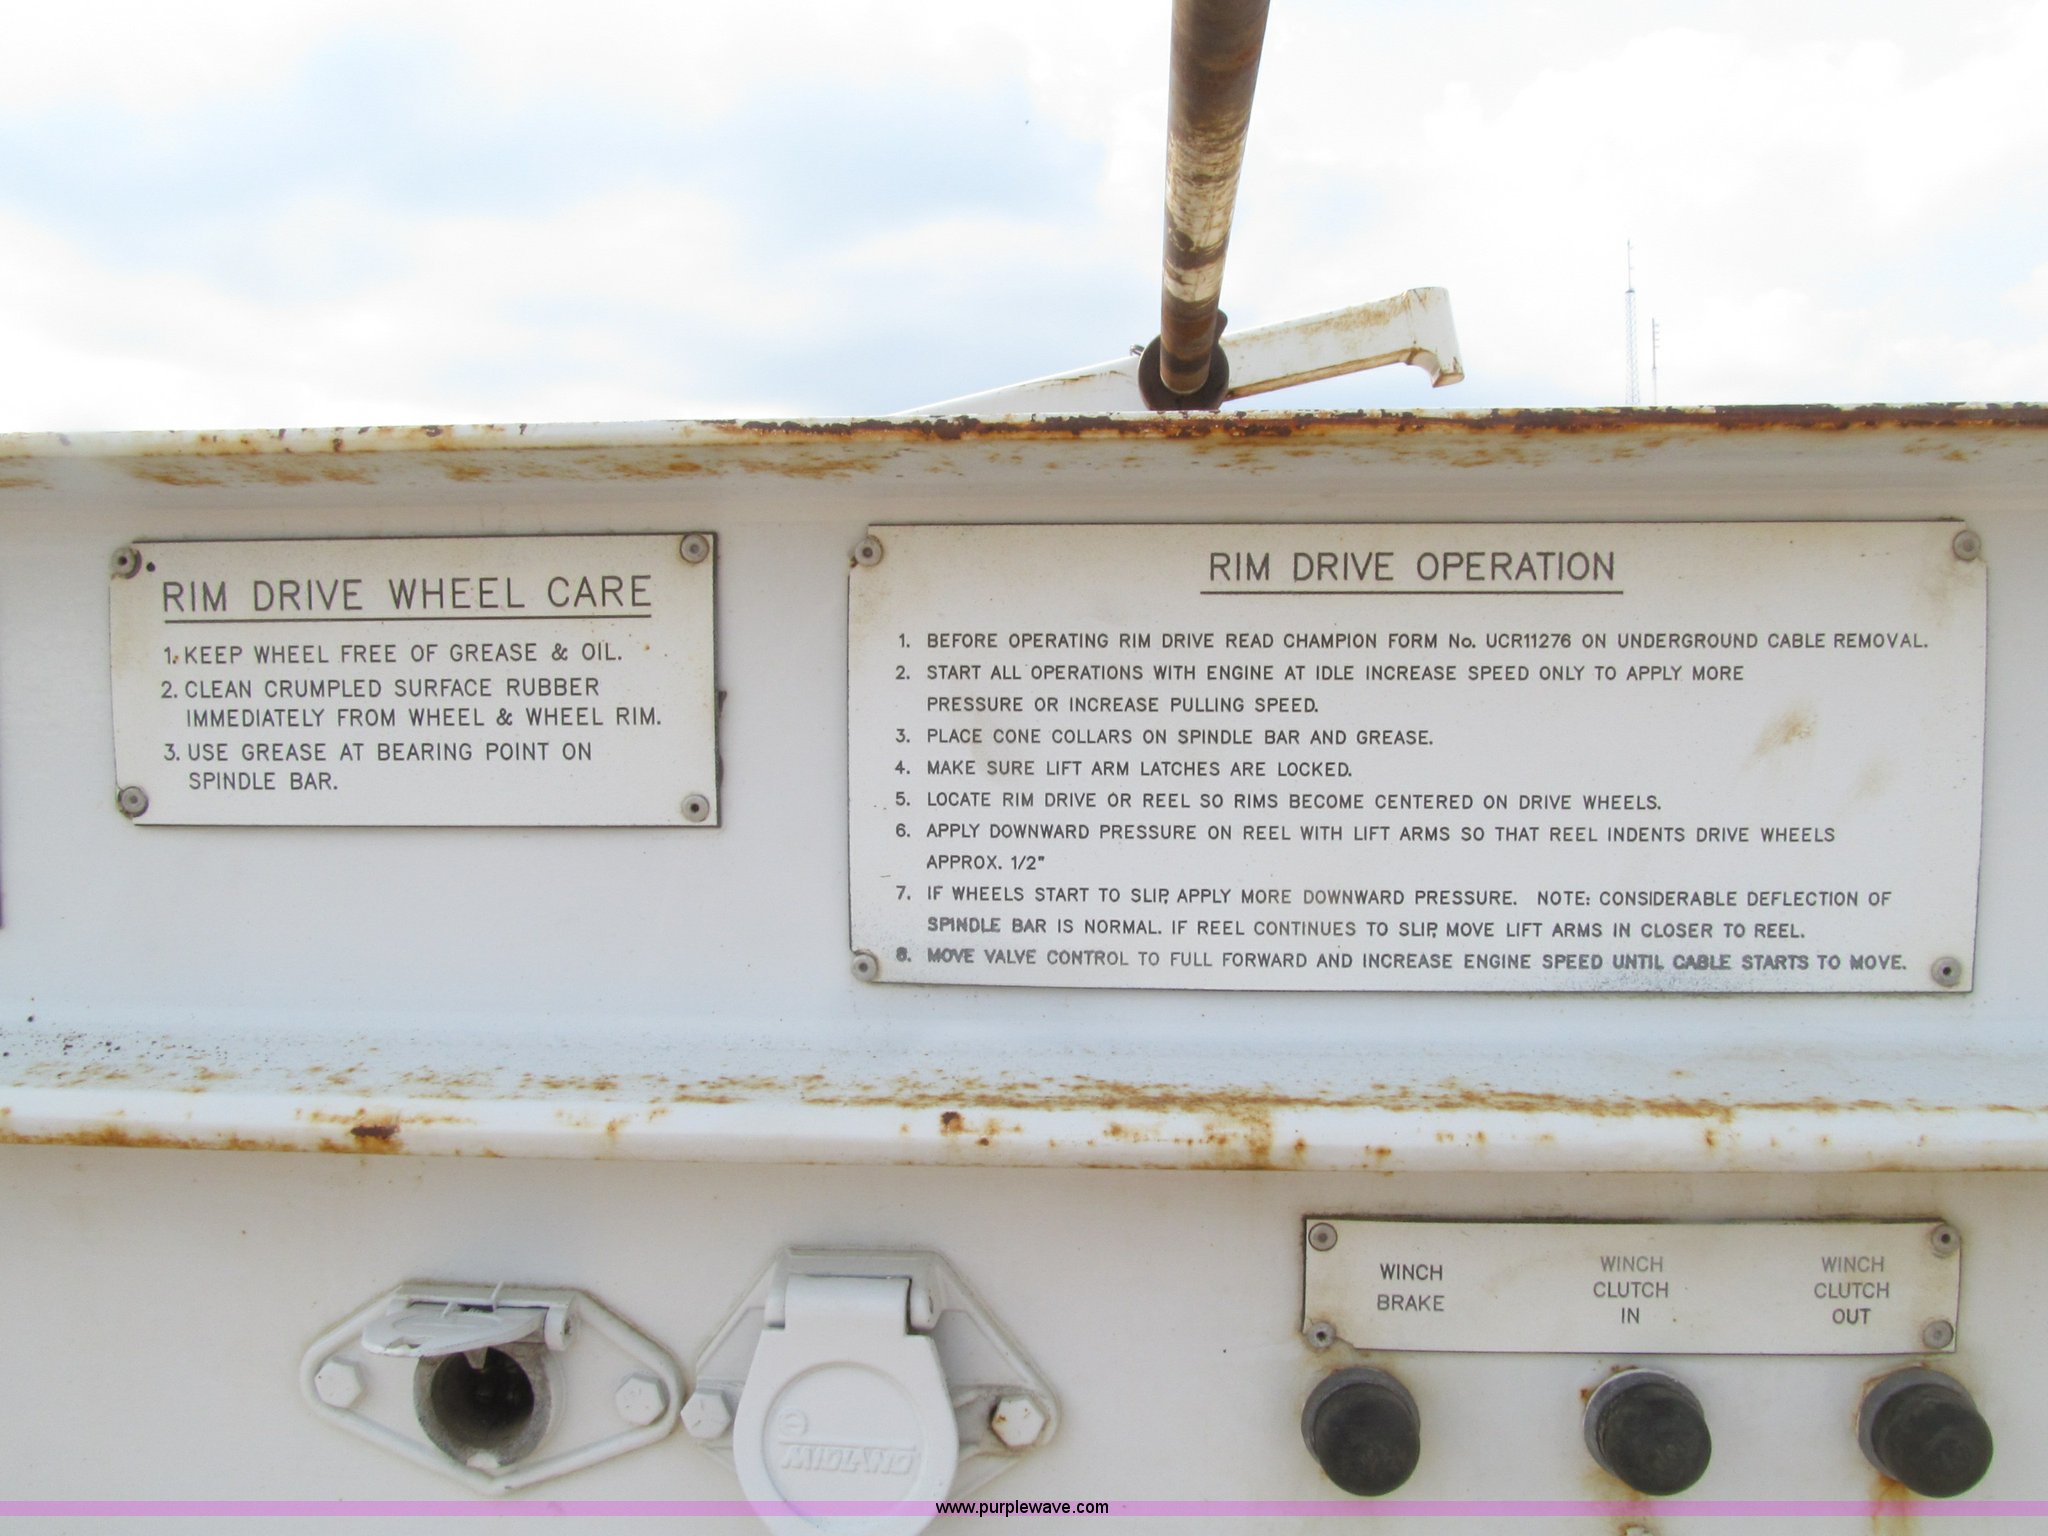 RIM DRIVE WHEEL CARE
1. KEEP WHEEL FREE OF GREASE & OIL.
2. CLEAN CRUMPLED SURFACE RUBBER
IMMEDIATELY FROM WHEEL & WHEEL RIM.
3. USE GREASE AT BEARING POINT ON
SPINDLE BAR.
RIM DRIVE OPERATION
1. BEFORE OPERATING RIM DRIVE READ CHAMPION FORM No. UCR11276 ON UNDERGROUND CABLE REMOVAL.
2. START ALL OPERATIONS WITH ENGINE AT IDLE INCREASE SPEED ONLY TO APPLY MORE
PRESSURE OR INCREASE PULLING SPEED.
3. PLACE CONE COLLARS ON SPINDLE BAR AND GREASE.
4. MAKE SURE LIFT ARM LATCHES ARE LOCKED.
5. LOCATE RIM DRIVE OR REEL SO RIMS BECOME CENTERED ON DRIVE WHEELS.
6. APPLY DOWNWARD PRESSURE ON REEL WITH LIFT ARMS SO THAT REEL INDENTS DRIVE WHEELS
APPROX. 1/2"
7. IF WHEELS START TO SLIP, APPLY MORE DOWNWARD PRESSURE. NOTE: CONSIDERABLE DEFLECTION OF
SPINDLE BAR IS NORMAL. IF REEL CONTINUES TO SLIP, MOVE LIFT ARMS IN CLOSER TO REEL.
8. MOVE VALVE CONTROL TO FULL FORWARD AND INCREASE ENGINE SPEED UNTIL CABLE STARTS TO MOVE.
WINCH
BRAKE
WINCH
CLUTCH
IN
WINCH
CLUTCH
OUT
MIDLAND
www.purplewave.com